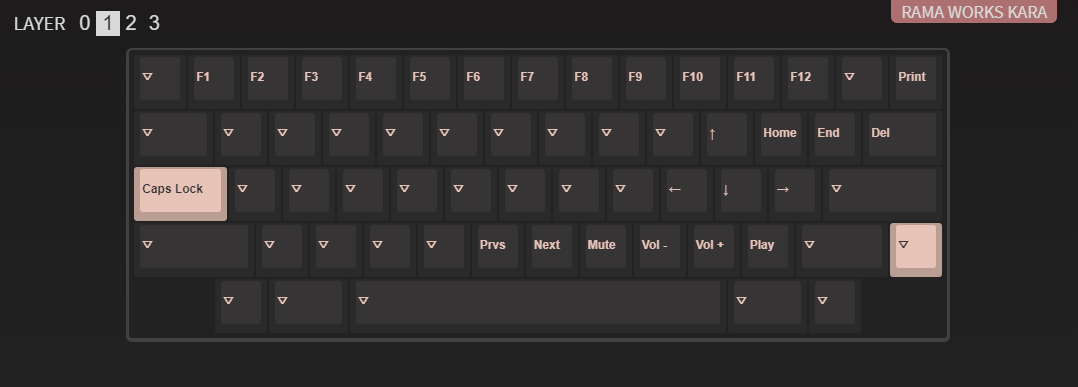 LAYER 0 1 2 3
RAMA WORKS KARA
▽ F1 F2 F3 F4 F5 F6 F7 F8 F9 F10 F11 F12 ▽ Print
▽ ▽ ▽ ▽ ▽ ▽ ▽ ▽ ▽ ▽ ↑ Home End Del
Caps Lock ▽ ▽ ▽ ▽ ▽ ▽ ▽ ▽ ← ↓ → ▽
▽ ▽ ▽ ▽ ▽ Prvs Next Mute Vol - Vol + Play ▽ ▽
▽ ▽ ▽ ▽ ▽